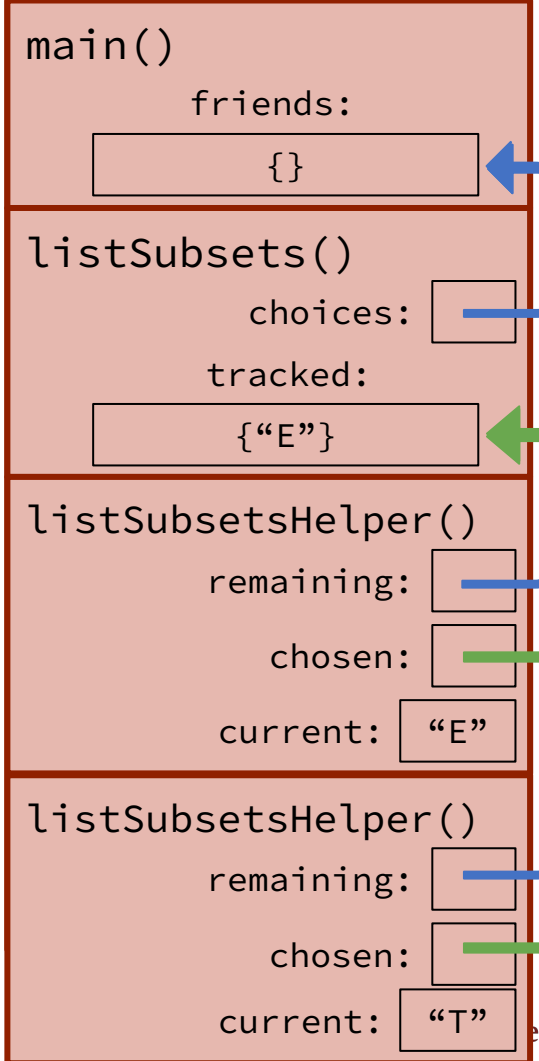 main()
friends:
{}
listSubsets()
choices:
tracked:
{“E”}
listSubsetsHelper()
remaining:
chosen:
current: “E”
listSubsetsHelper()
remaining:
chosen:
current: “T”